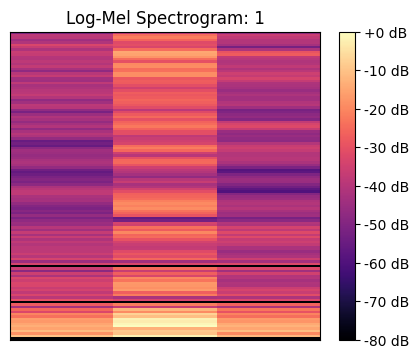 Log-Mel Spectrogram: 1
+0 dB
-10 dB
-20 dB
-30 dB
-40 dB
-50 dB
-60 dB
-70 dB
-80 dB